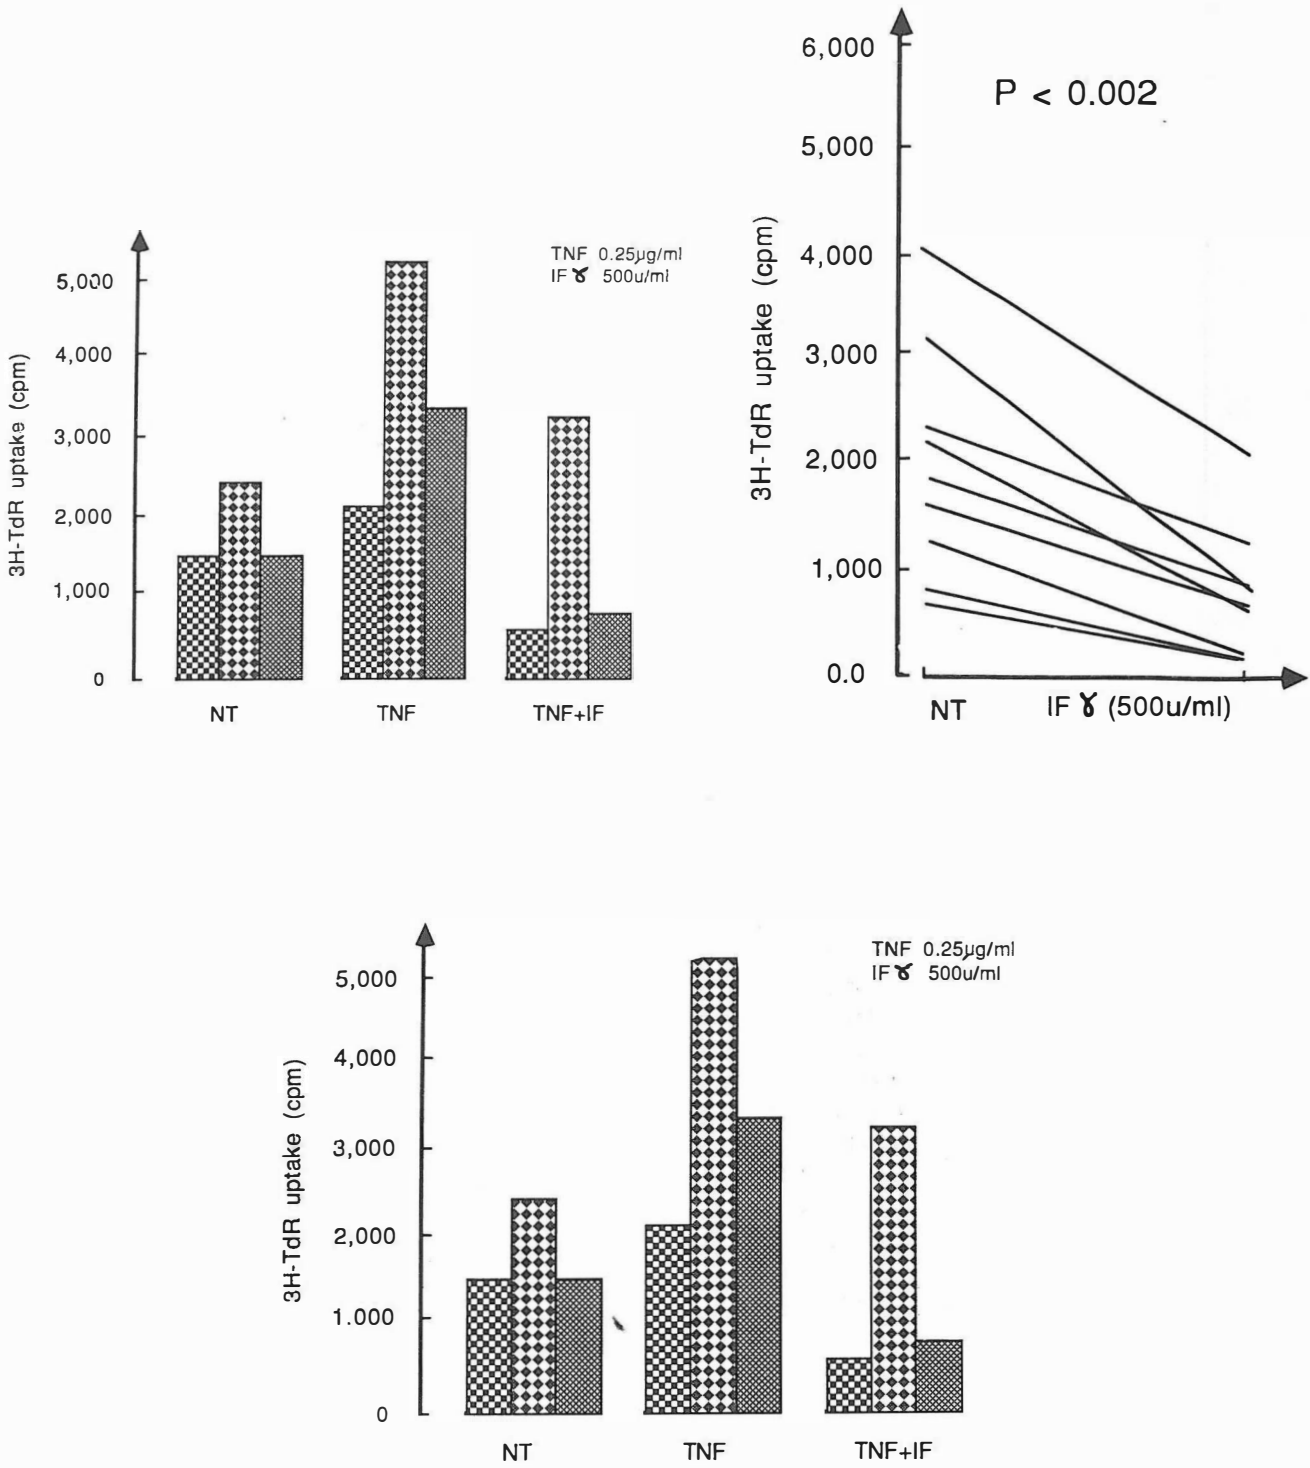 TNF 0.25µg/ml
IF ɣ 500u/ml
3H-TdR uptake (cpm)
5,000
4,000
3,000
2,000
1,000
0
NT TNF TNF+IF
P < 0.002
3H-TdR uptake (cpm)
6,000
5,000
4,000
3,000
2,000
1,000
0.0
NT IF ɣ (500u/ml)
TNF 0.25µg/ml
IF ɣ 500u/ml
3H-TdR uptake (cpm)
5,000
4,000
3,000
2,000
1.000
0
NT TNF TNF+IF